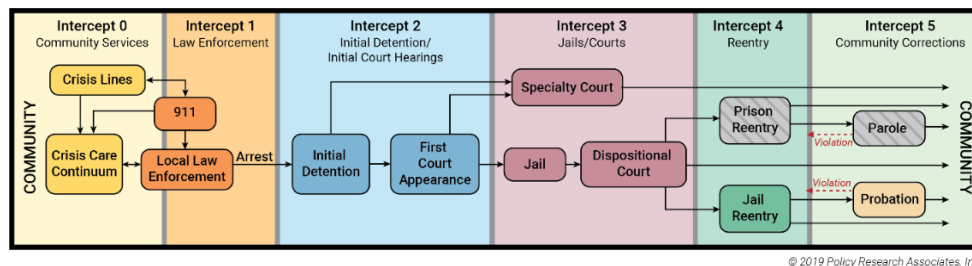 Intercept 0
Community Services
Intercept 1
Law Enforcement
Intercept 2
Initial Detention/
Initial Court Hearings
Intercept 3
Jails/Courts
Intercept 4
Reentry
Intercept 5
Community Corrections
COMMUNITY
Crisis Lines
911
Crisis Care
Continuum
Local Law
Enforcement
Arrest
Initial
Detention
First
Court
Appearance
Specialty Court
Jail
Dispositional
Court
Prison
Reentry
Parole
Violation
Violation
Jail
Reentry
Probation
COMMUNITY
© 2019 Policy Research Associates,